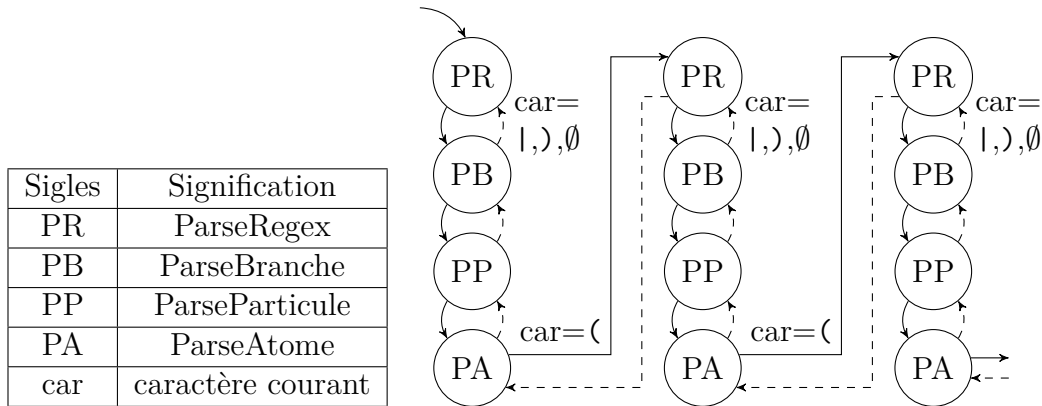 Sigles Signification
PR ParseRegex
PB ParseBranche
PP ParseParticule
PA ParseAtome
car caractère courant
PR
car=
|,),∅
PB
PP
PA
car=(
PR
car=
|,),∅
PB
PP
PA
car=(
PR
car=
|,),∅
PB
PP
PA